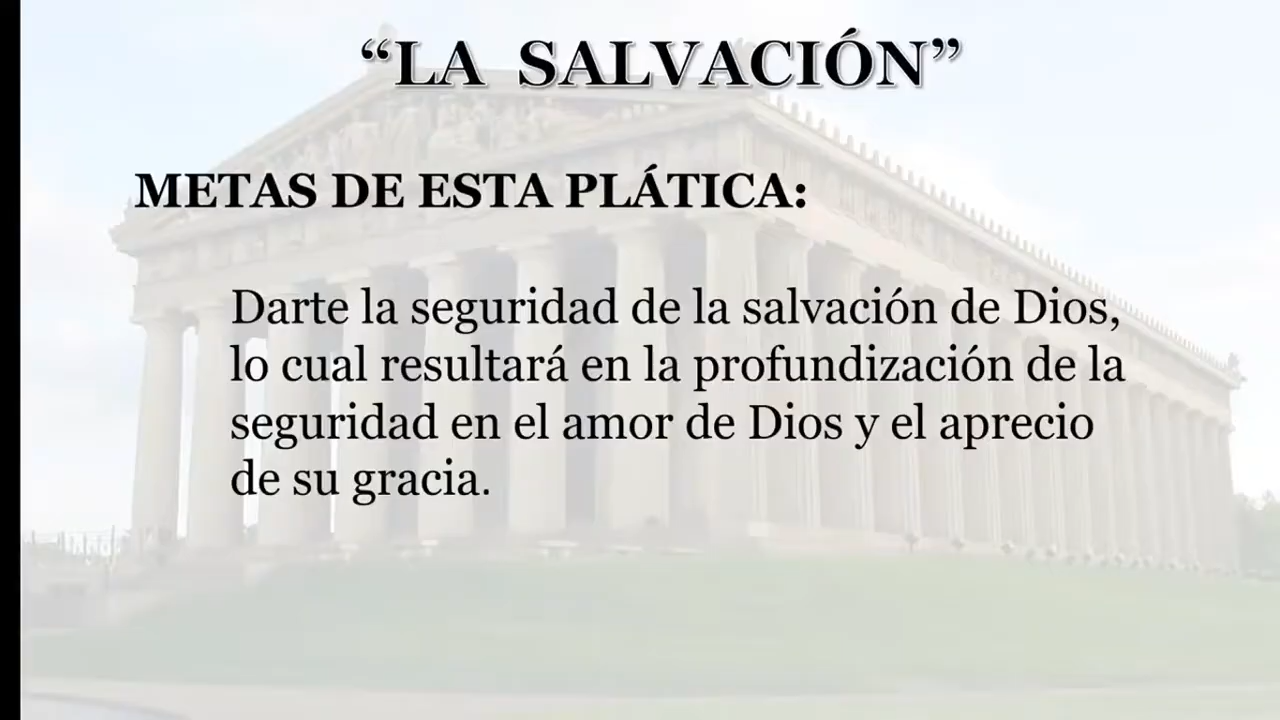 “LA SALVACIÓN”
METAS DE ESTA PLÁTICA:
Darte la seguridad de la salvación de Dios,
lo cual resultará en la profundización de la
seguridad en el amor de Dios y el aprecio
de su gracia.